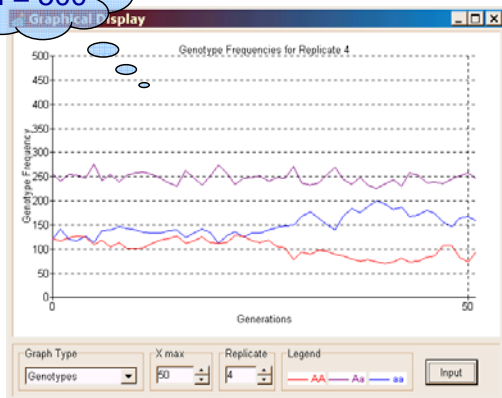 = 500
Graphical Display
Genotype Frequencies for Replicate 4
500
450
400
350
300
250
200
150
100
50
0
Genotype Frequency
0
50
Generations
Graph Type
X max
Replicate
Legend
Genotypes
50
4
AA
Aa
aa
Input